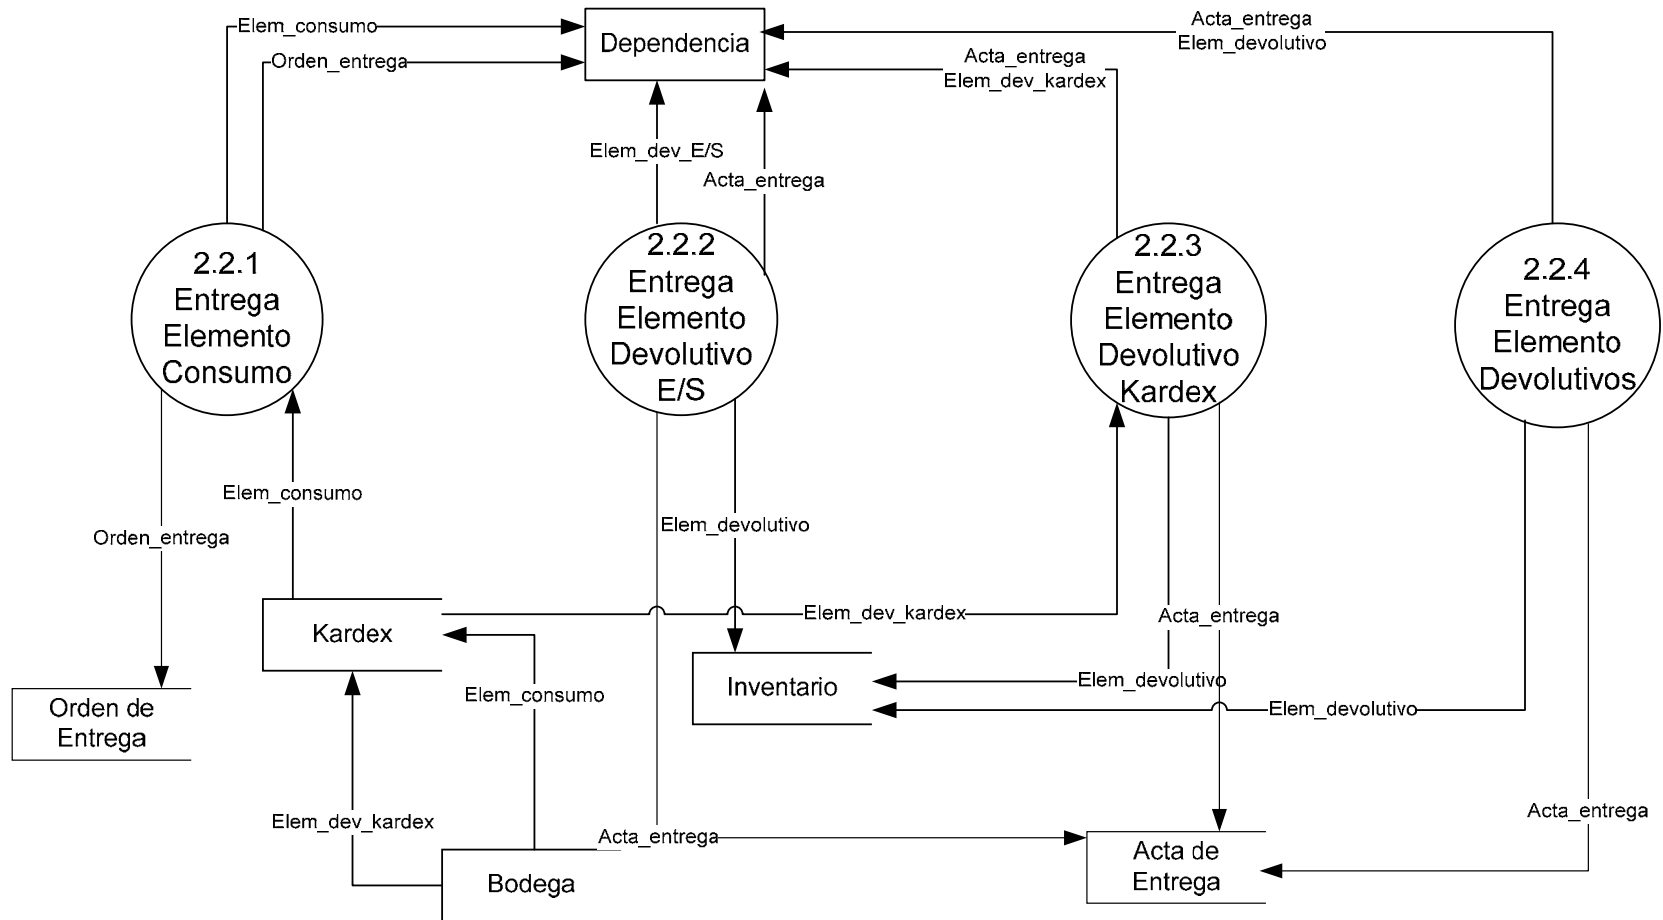 Elem_consumo
Orden_entrega
Dependencia
Acta_entrega
Elem_devolutivo
Acta_entrega
Elem_dev_kardex
Elem_dev_E/S
Acta_entrega
2.2.1
Entrega
Elemento
Consumo
2.2.2
Entrega
Elemento
Devolutivo
E/S
2.2.3
Entrega
Elemento
Devolutivo
Kardex
2.2.4
Entrega
Elemento
Devolutivos
Elem_consumo
Orden_entrega
Elem_devolutivo
Elem_dev_kardex
Acta_entrega
Kardex
Elem_consumo
Inventario
Elem_devolutivo
Elem_devolutivo
Orden de
Entrega
Elem_dev_kardex
Acta_entrega
Acta_entrega
Bodega
Acta de
Entrega